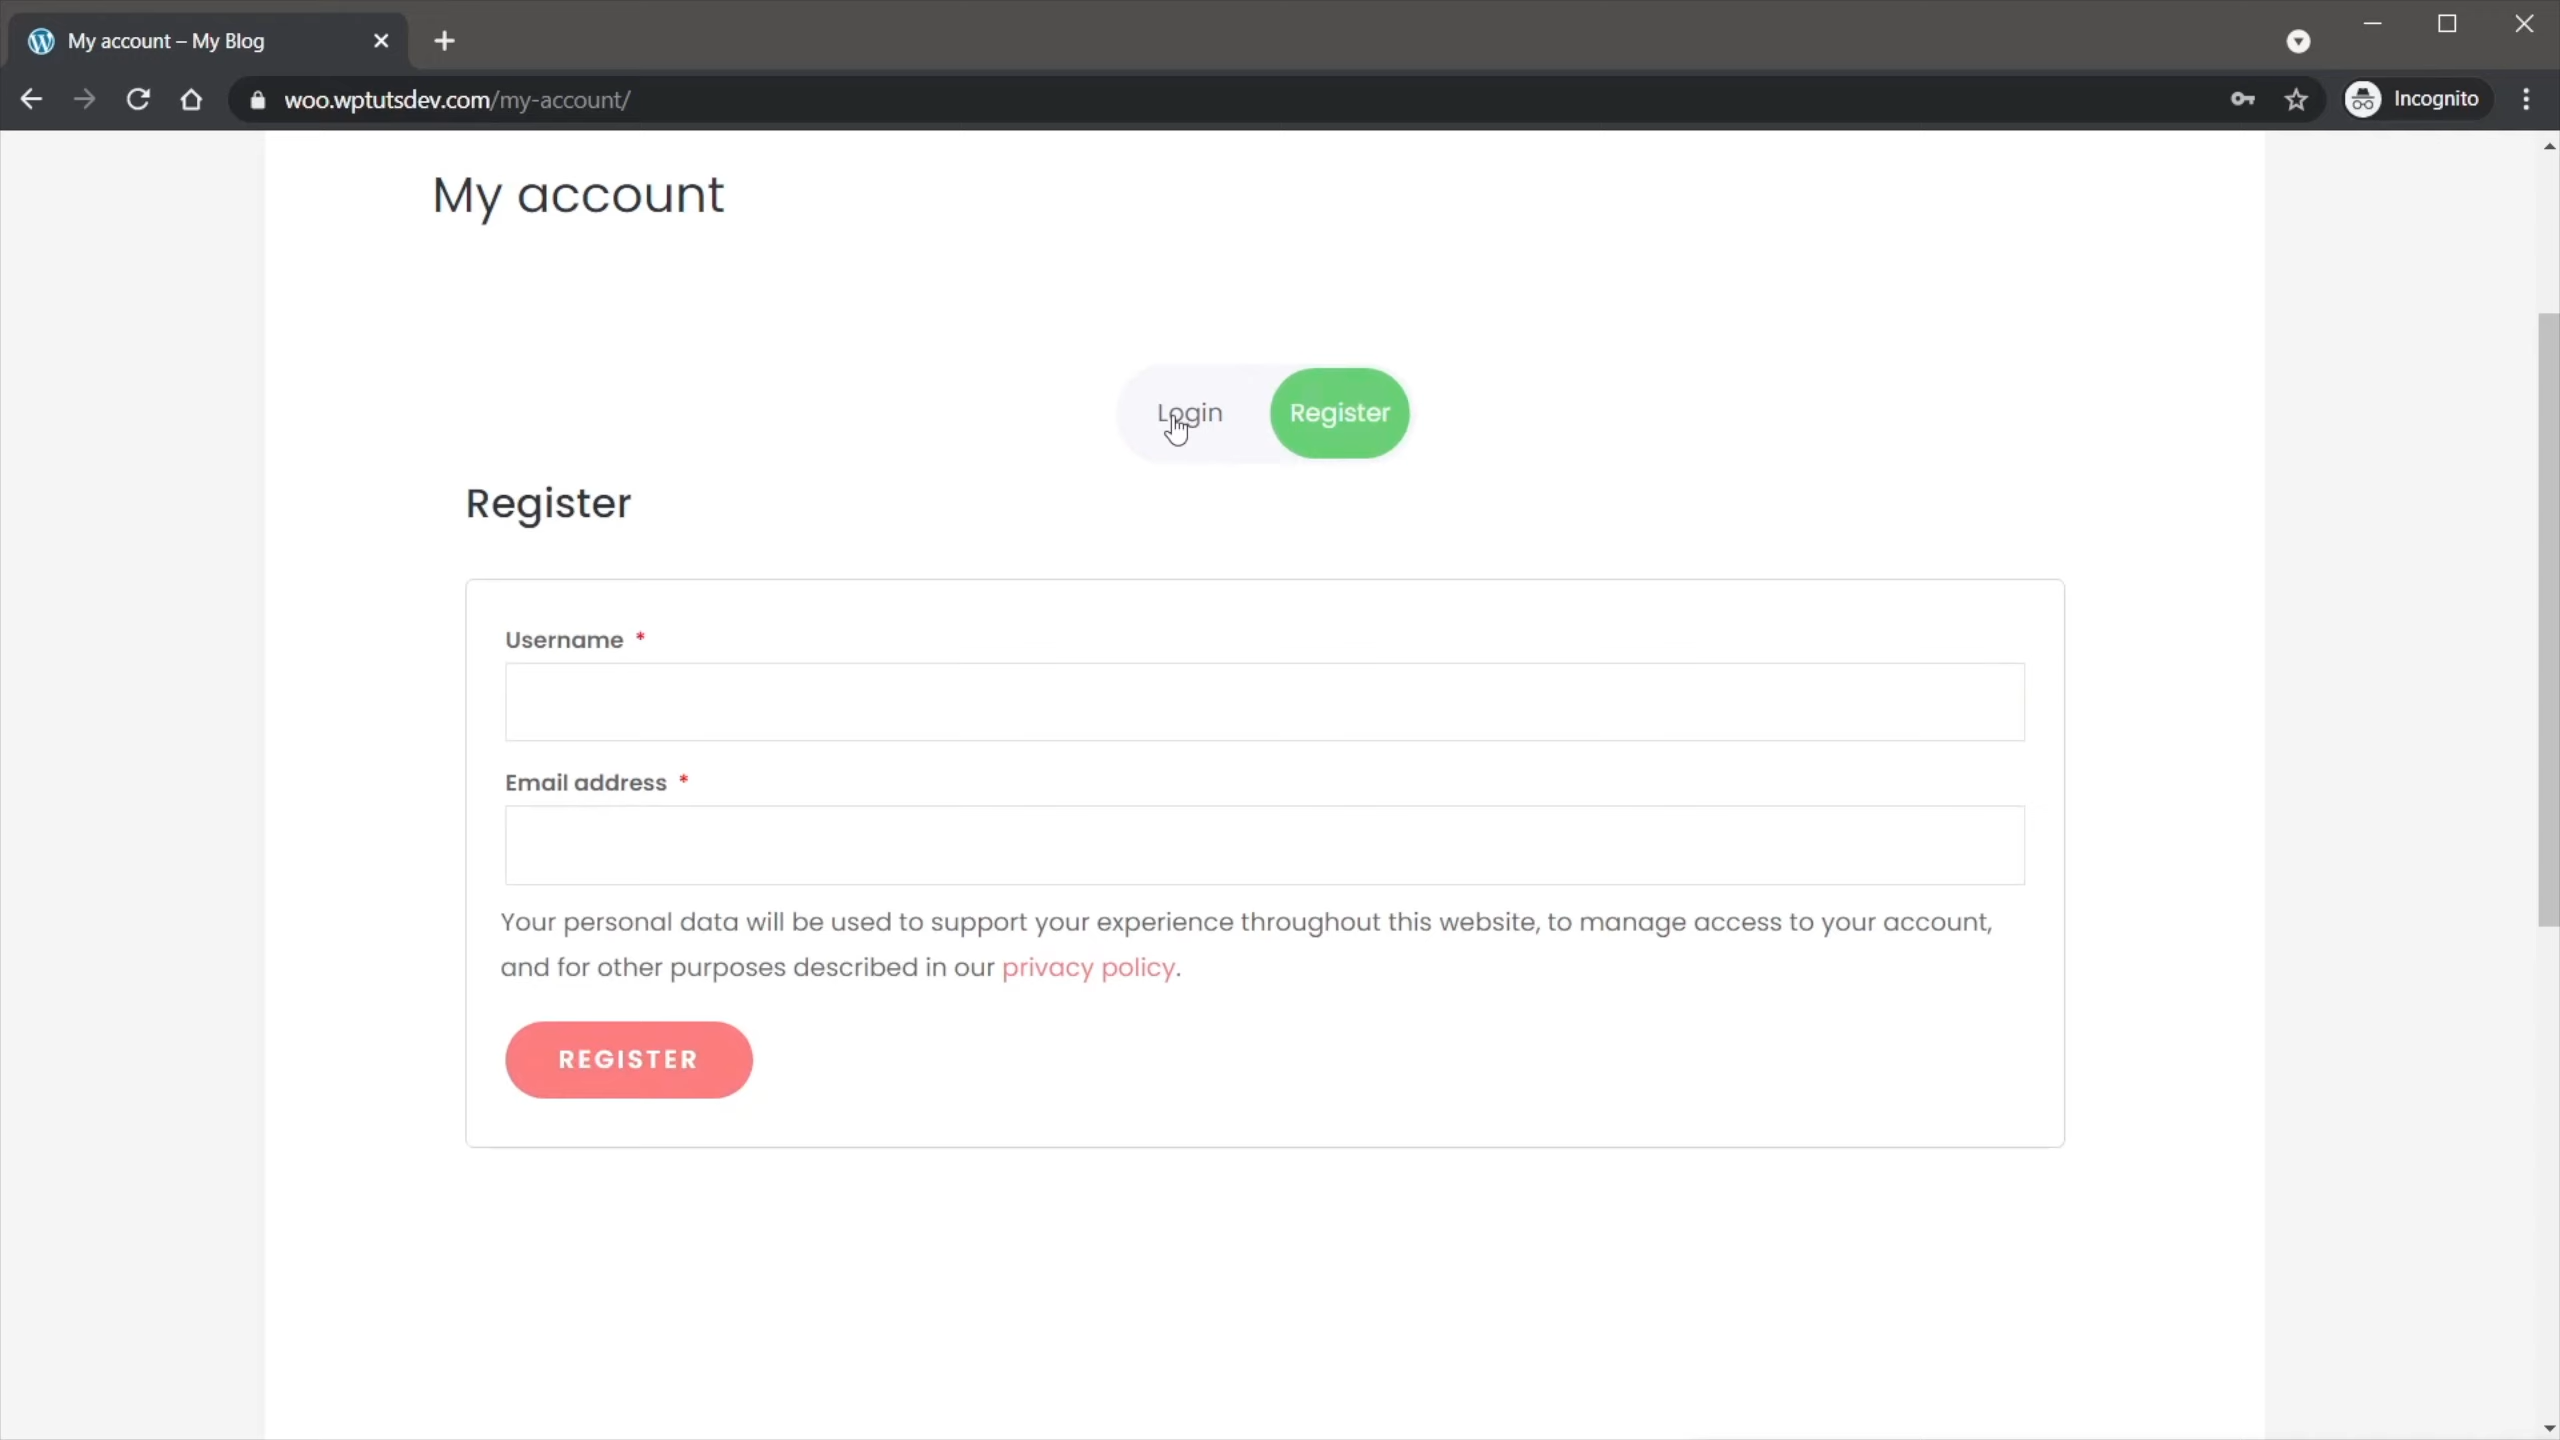 My account – My Blog
woo.wptutsdev.com/my-account/
Incognito
My account
Login
Register
Register
Username *
Email address *
Your personal data will be used to support your experience throughout this website, to manage access to your account,
and for other purposes described in our privacy policy.
REGISTER